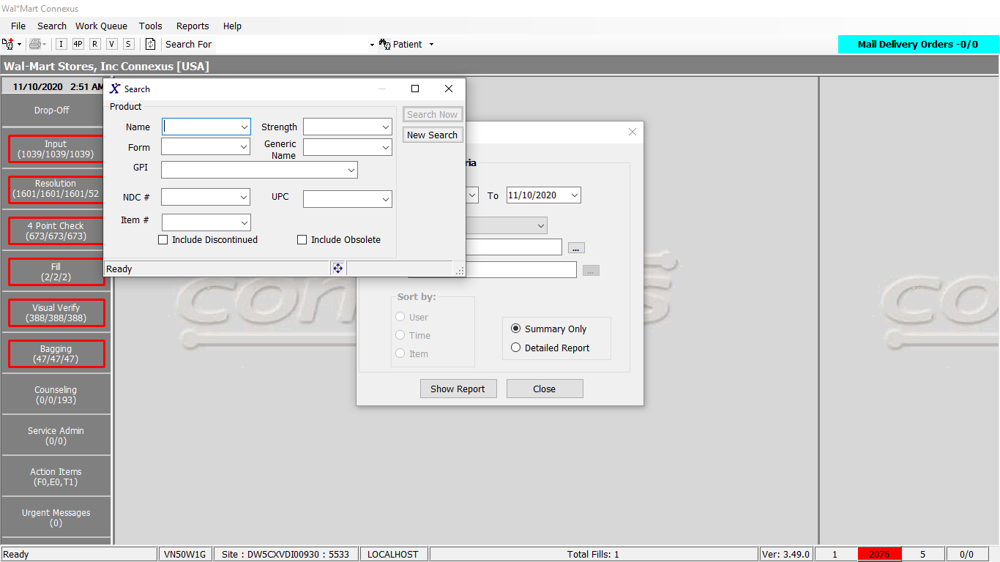 Wal*Mart Connexus
File Search Work Queue Tools Reports Help
I 4P R V S Search For Patient Mail Delivery Orders -0/0
Wal-Mart Stores, Inc Connexus [USA]
11/10/2020 2:51 AM
Drop-Off
Input
(1039/1039/1039)
Resolution
(1601/1601/1601/52
4 Point Check
(673/673/673)
Fill
(2/2/2)
Visual Verify
(388/388/388)
Bagging
(47/47/47)
Counseling
(0/0/193)
Service Admin
(0/0)
Action Items
(F0,E0,T1)
Urgent Messages
(0)
Search
Product
Name Strength
Form Generic
Name
GPI
NDC # UPC
Item #
Include Discontinued Include Obsolete
Search Now
New Search
Ready
ria
To 11/10/2020
...
...
Sort by:
User
Time
Item
Summary Only
Detailed Report
Show Report Close
Ready VN50W1G Site : DW5CXVDI00930 : 5533 LOCALHOST Total Fills: 1 Ver: 3.49.0 1 2076 5 0/0